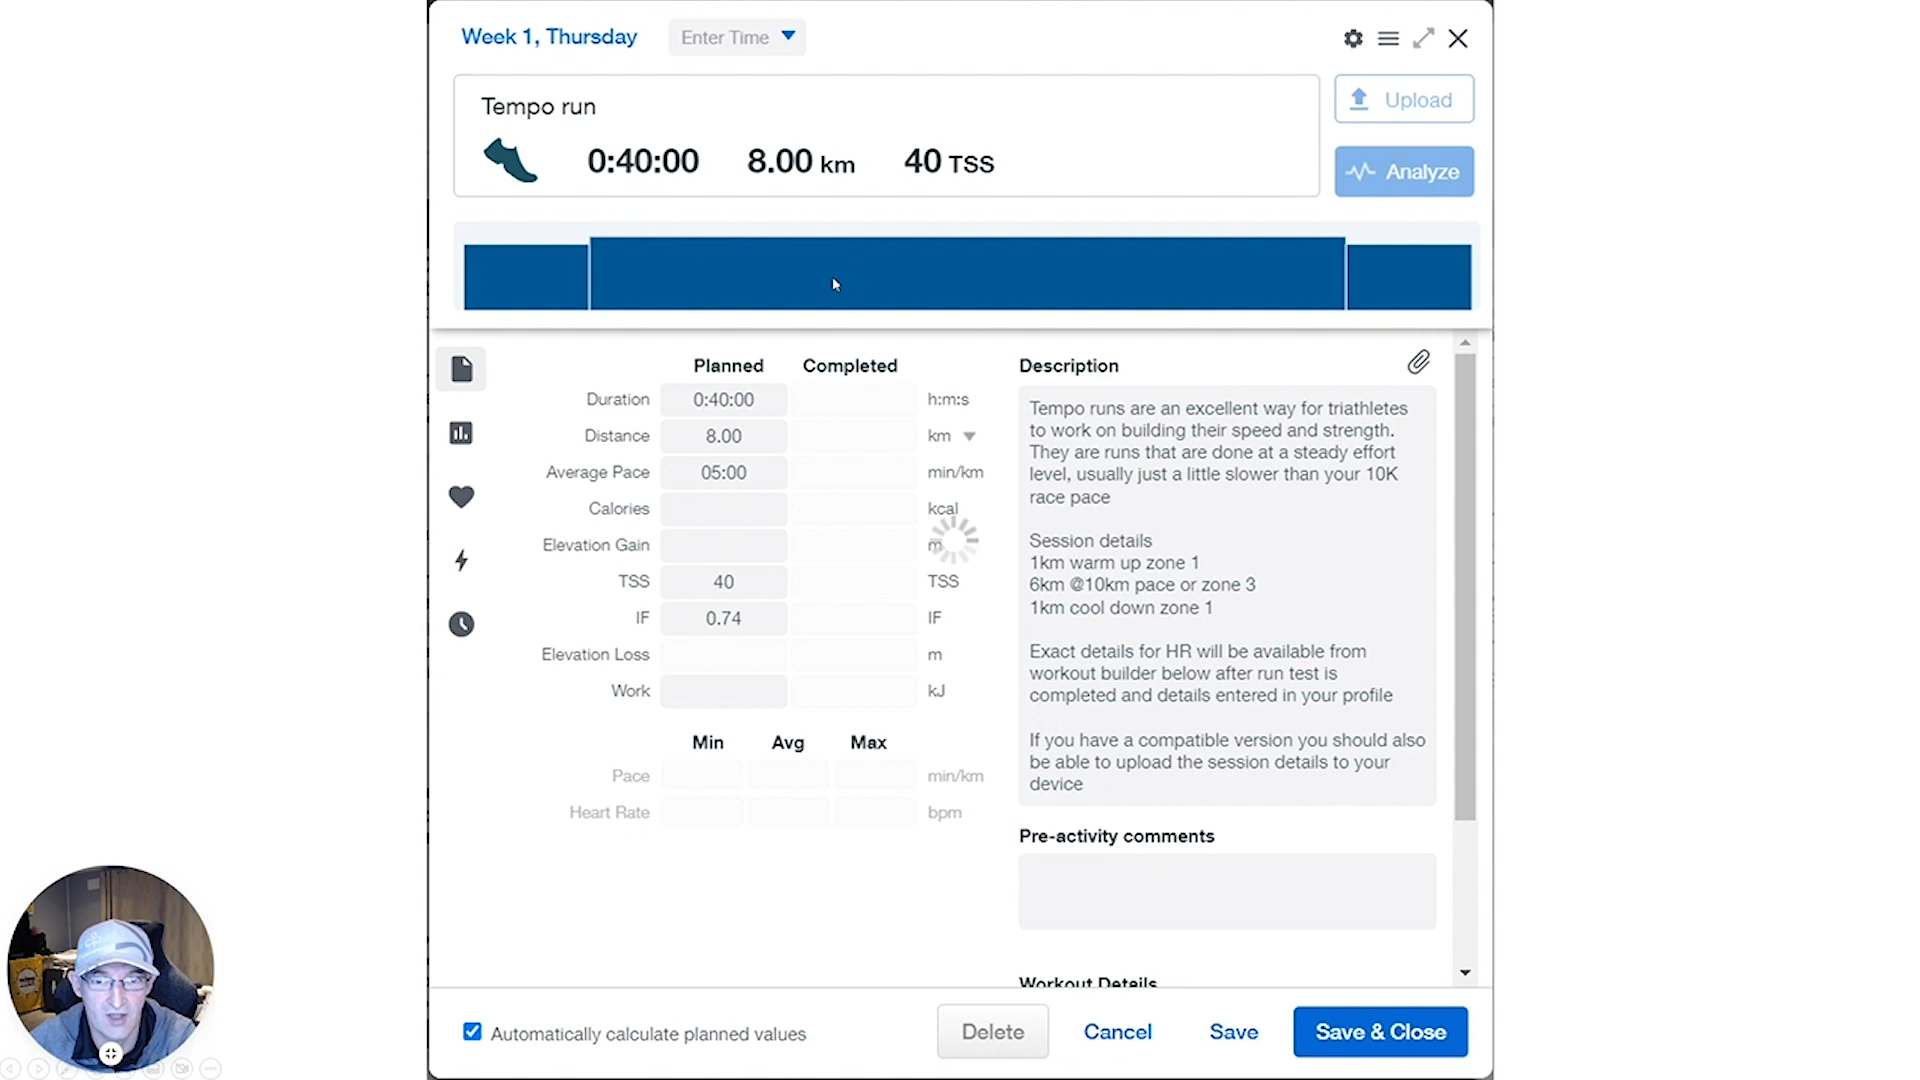 Week 1, Thursday
Enter Time
Tempo run
0:40:00 8.00 km 40 TSS
Upload
Analyze
Planned Completed
Duration 0:40:00 h:m:s
Distance 8.00 km
Average Pace 05:00 min/km
Calories kcal
Elevation Gain m
TSS 40 TSS
IF 0.74 IF
Elevation Loss m
Work kJ
Min Avg Max
Pace min/km
Heart Rate bpm
Description
Tempo runs are an excellent way for triathletes
to work on building their speed and strength.
They are runs that are done at a steady effort
level, usually just a little slower than your 10K
race pace
Session details
1km warm up zone 1
6km @10km pace or zone 3
1km cool down zone 1
Exact details for HR will be available from
workout builder below after run test is
completed and details entered in your profile
If you have a compatible version you should also
be able to upload the session details to your
device
Pre-activity comments
Workout Details
Automatically calculate planned values
Delete
Cancel
Save
Save & Close